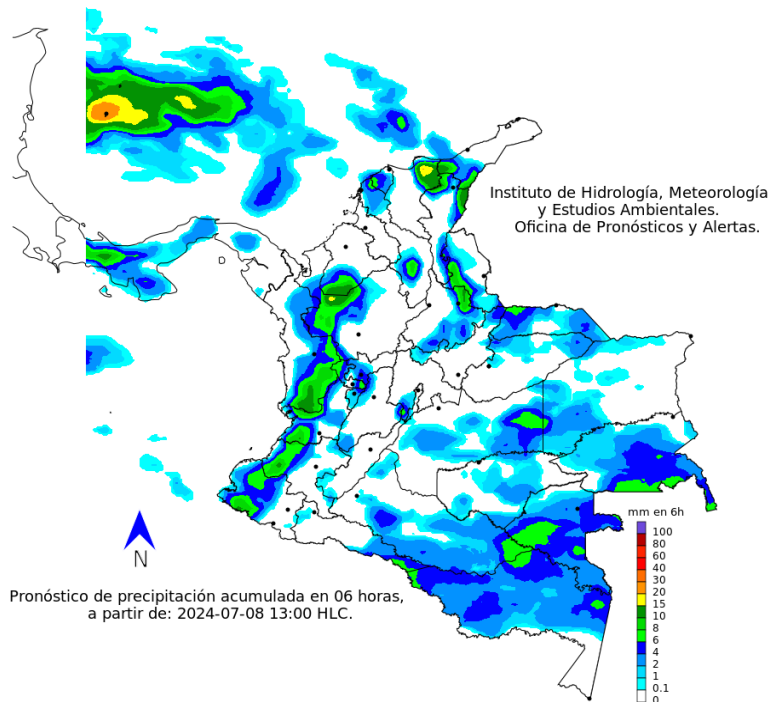 Instituto de Hidrología, Meteorología
y Estudios Ambientales.
Oficina de Pronósticos y Alertas.
mm en 6h
100
80
60
40
30
20
15
10
8
6
4
2
1
0.1
0
N
Pronóstico de precipitación acumulada en 06 horas,
a partir de: 2024-07-08 13:00 HLC.